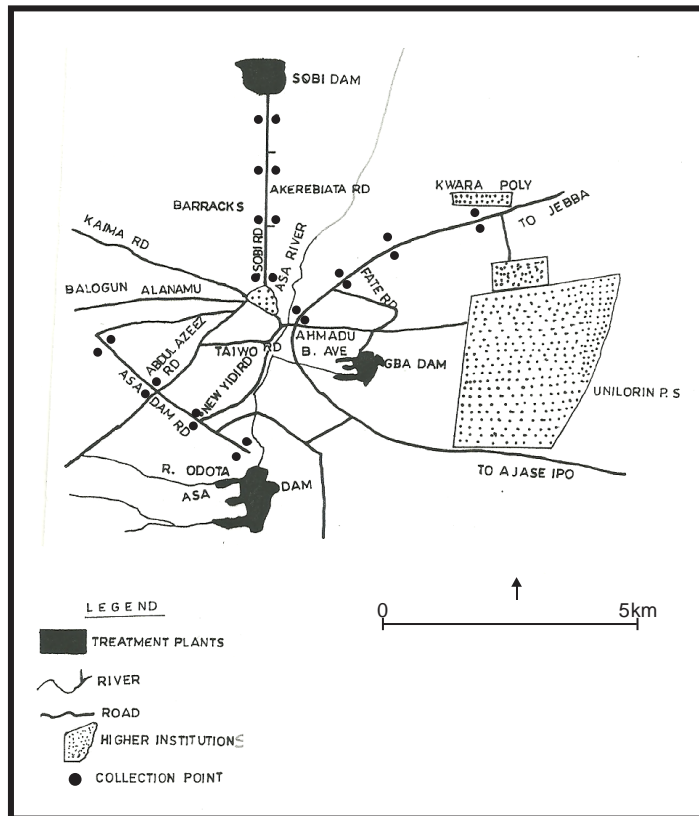 SOBI DAM
KWARA POLY
TO JEBBA
AKEREBIATA RD
BARRACKS
KAIMA RD
SOBI RD
ASA RIVER
BALOGUN ALANAMU
FATE RD
ABDUL AZEEZ
RD
TAIWO RD
AHMADU
B. AVE
GBA DAM
UNILORIN P.S
ASA DAM RD
NEW YIDI RD
R. ODOTA
ASA DAM
TO AJASE IPO
LEGEND
TREATMENT PLANTS
RIVER
ROAD
HIGHER INSTITUTIONS
COLLECTION POINT
0 5km